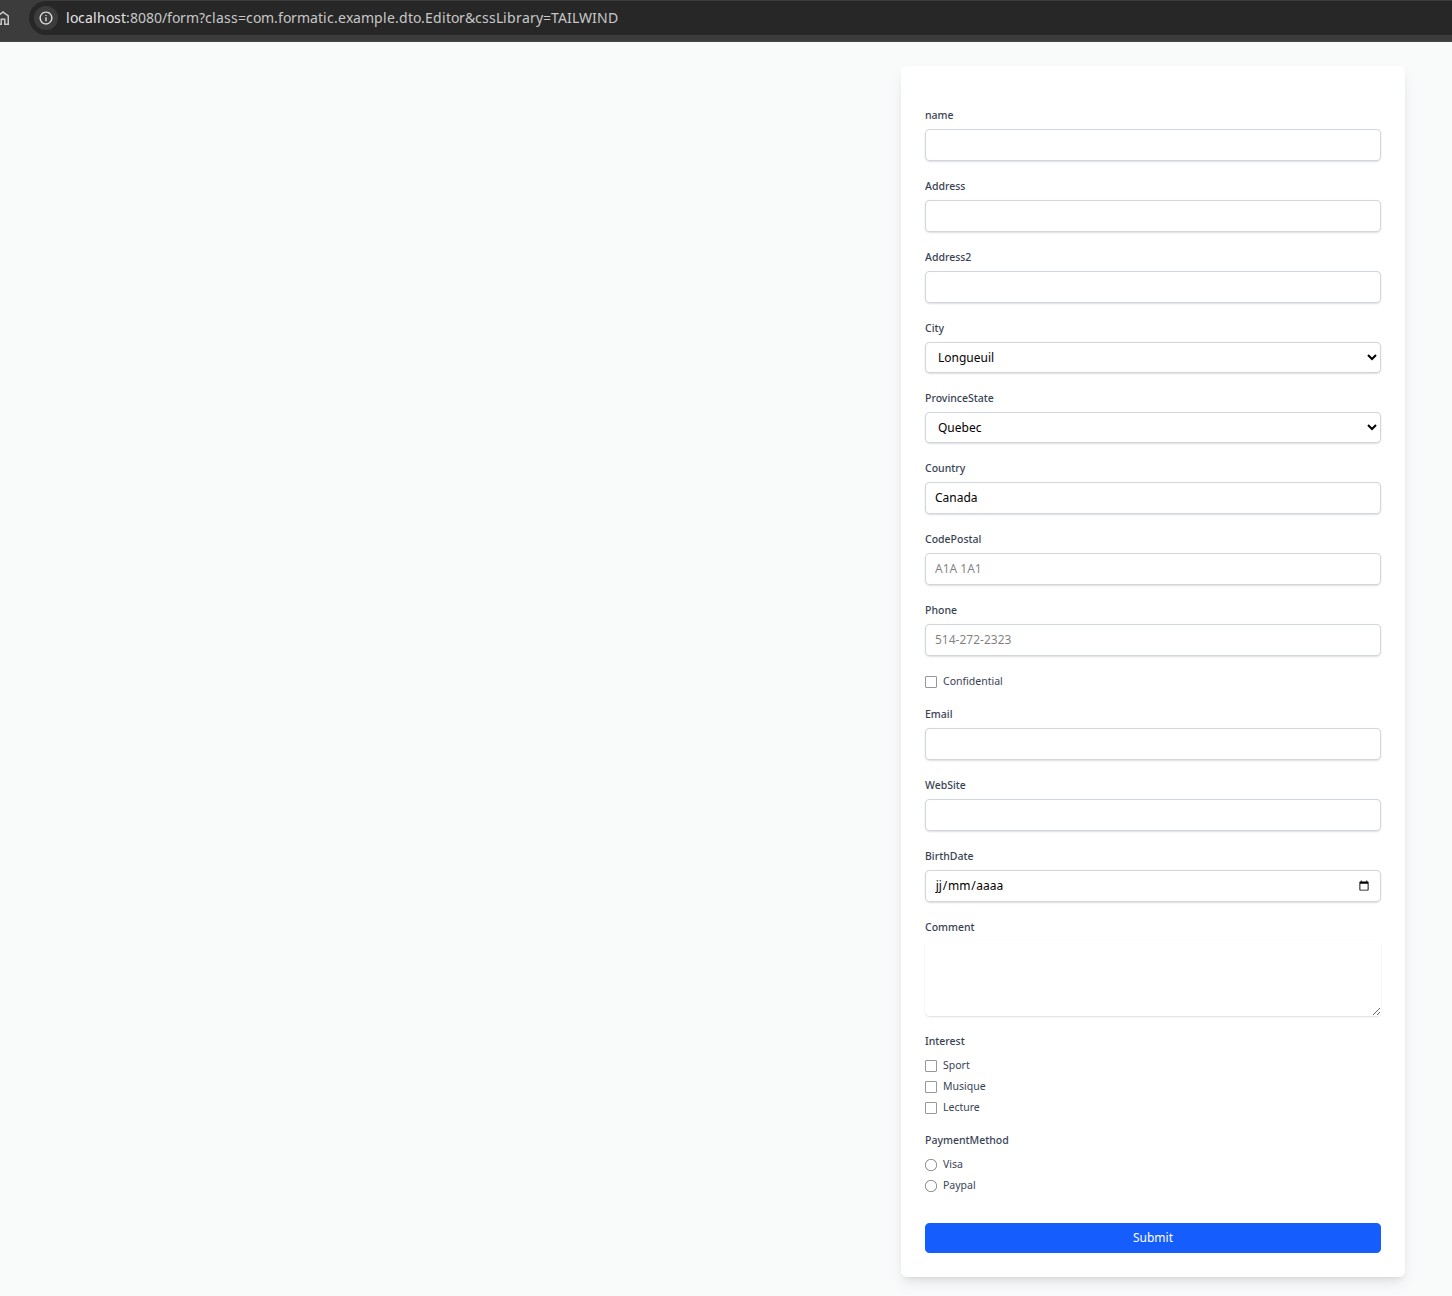 localhost:8080/form?class=com.formatic.example.dto.Editor&cssLibrary=TAILWIND
name
Address
Address2
City
Longueuil
ProvinceState
Quebec
Country
Canada
CodePostal
A1A 1A1
Phone
514-272-2323
Confidential
Email
WebSite
BirthDate
jj/mm/aaaa
Comment
Interest
Sport
Musique
Lecture
PaymentMethod
Visa
Paypal
Submit